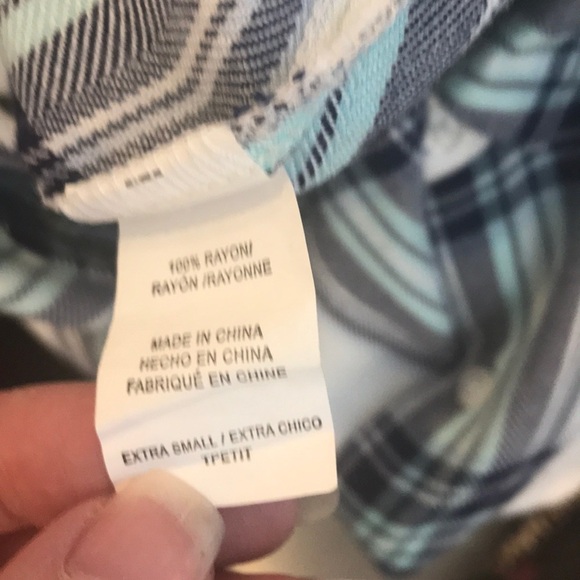 100% RAYON/
RAYÓN /RAYONNE
MADE IN CHINA
HECHO EN CHINA
FABRIQUÉ EN CHINE
EXTRA SMALL / EXTRA CHICO
TPETIT